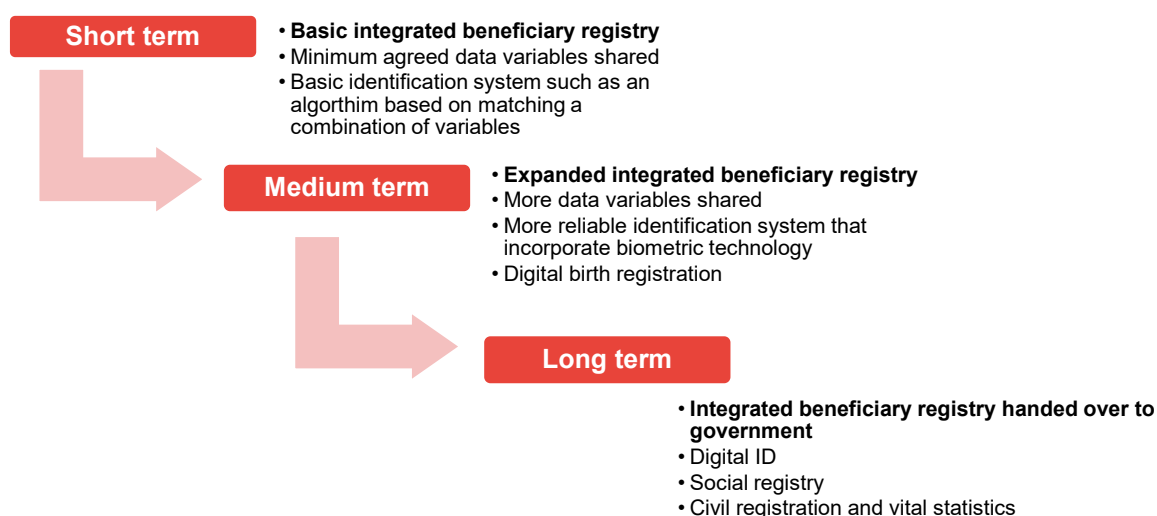 Short term
• Basic integrated beneficiary registry
• Minimum agreed data variables shared
• Basic identification system such as an
algorthim based on matching a
combination of variables
Medium term
• Expanded integrated beneficiary registry
• More data variables shared
• More reliable identification system that
incorporate biometric technology
• Digital birth registration
Long term
• Integrated beneficiary registry handed over to
government
• Digital ID
• Social registry
• Civil registration and vital statistics